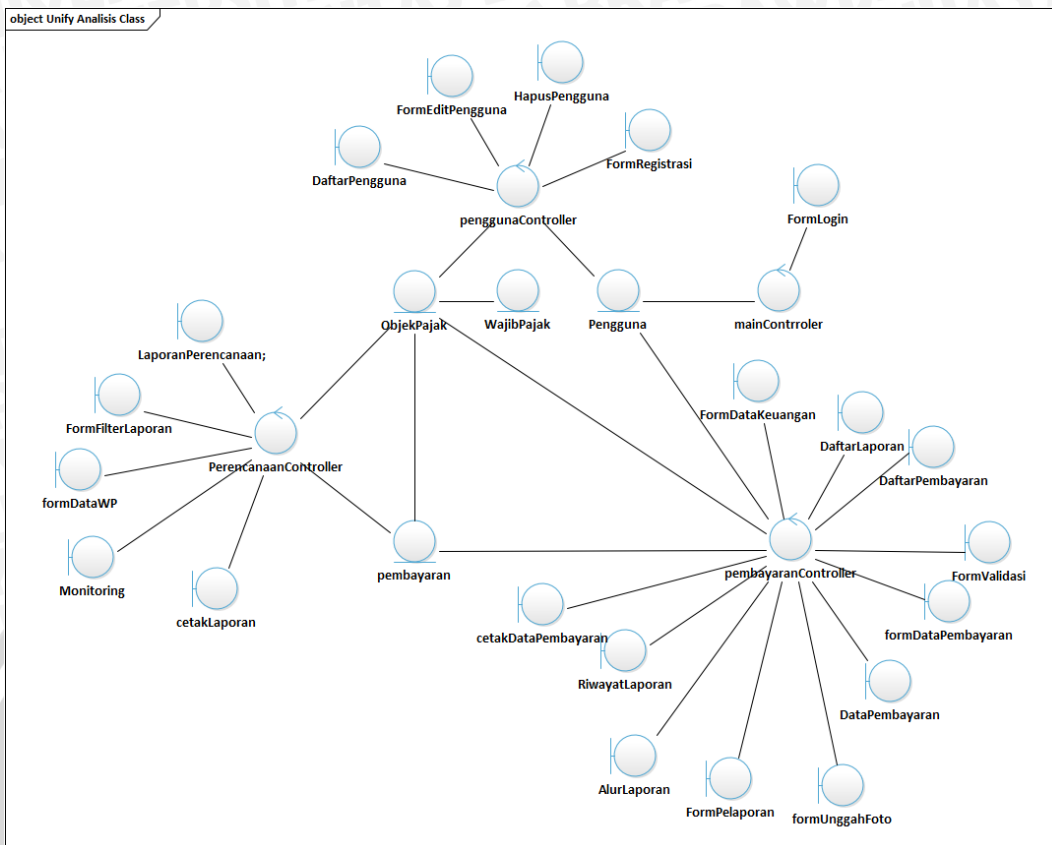 object Unify Analisis Class
HapusPengguna
FormEditPengguna
FormRegistrasi
DaftarPengguna
penggunaController
FormLogin
ObjekPajak
WajibPajak
Pengguna
mainContrroler
LaporanPerencanaan;
FormFilterLaporan
FormDataKeuangan
DaftarLaporan
PerencanaanController
DaftarPembayaran
formDataWP
pembayaran
pembayaranController
FormValidasi
Monitoring
cetakLaporan
cetakDataPembayaran
formDataPembayaran
RiwayatLaporan
DataPembayaran
AlurLaporan
FormPelaporan
formUnggahFoto